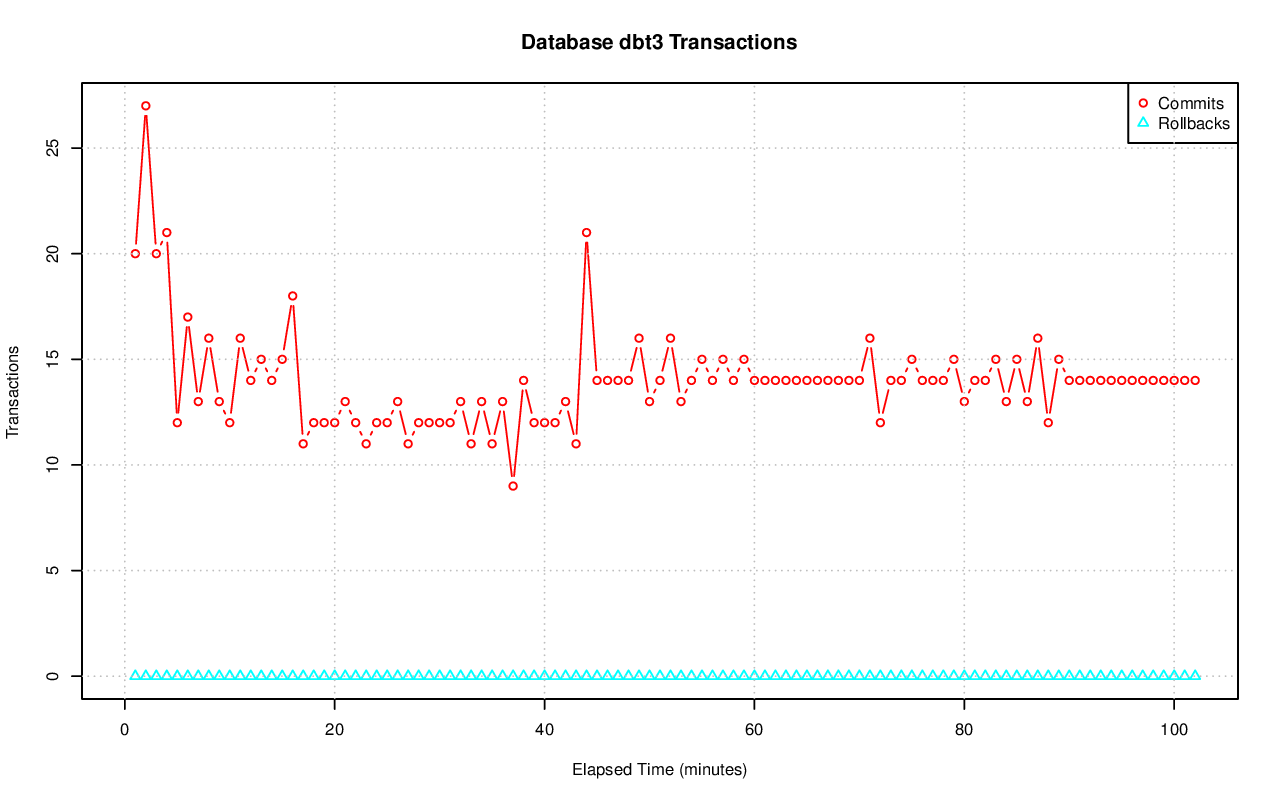 Database dbt3 Transactions
Commits
Rollbacks
Transactions
25
20
15
10
5
0
0 20 40 60 80 100
Elapsed Time (minutes)